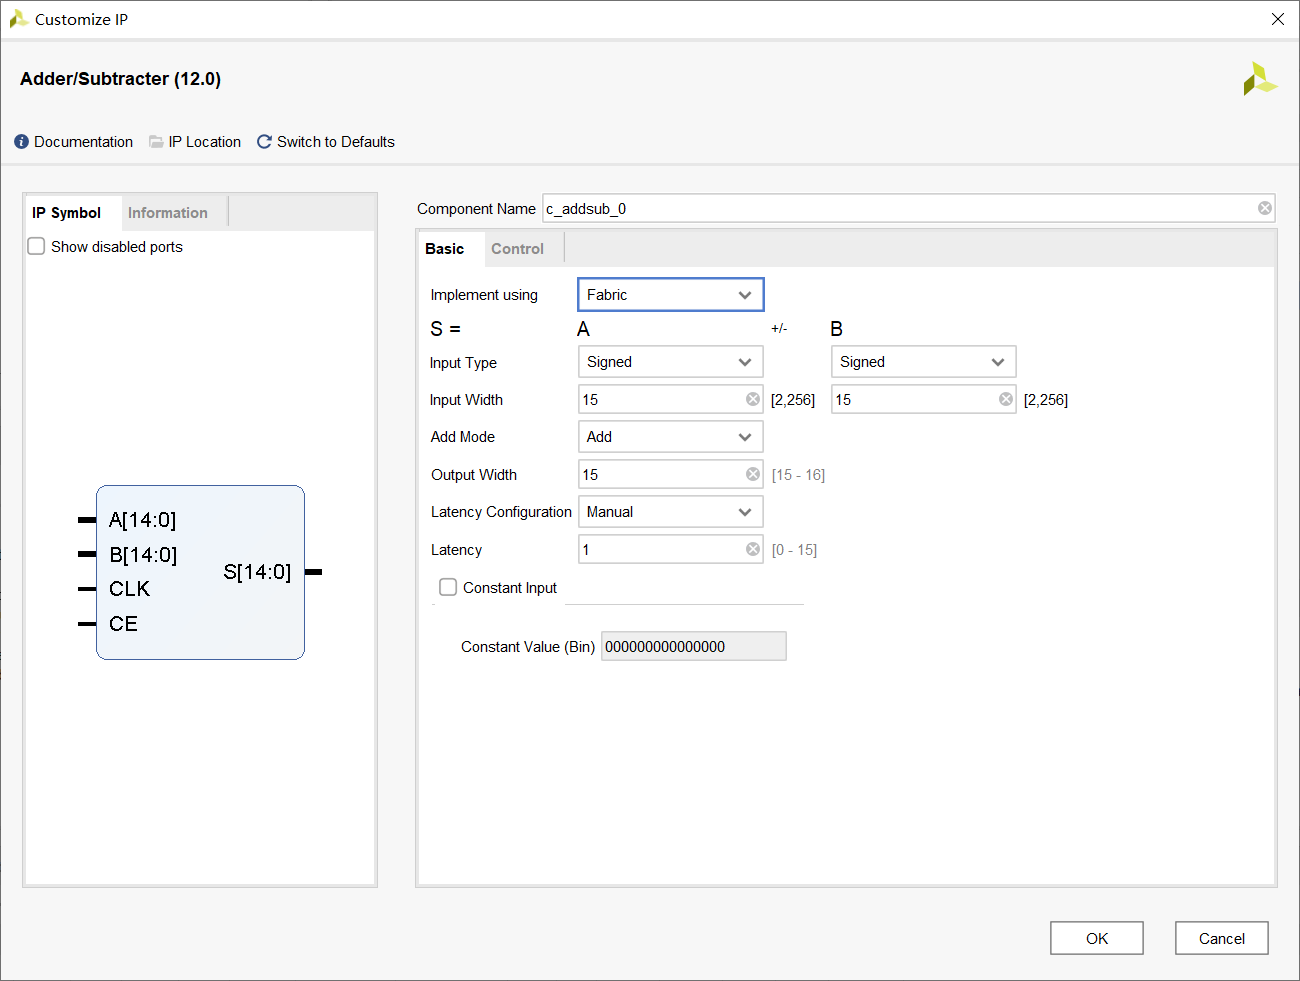 Customize IP
Adder/Subtracter (12.0)
Documentation IP Location Switch to Defaults
IP Symbol Information
Show disabled ports
A[14:0]
B[14:0]
CLK
CE
S[14:0]
Component Name c_addsub_0
Basic Control
Implement using Fabric
S = A +/- B
Input Type Signed Signed
Input Width 15 [2,256] 15 [2,256]
Add Mode Add
Output Width 15 [15 - 16]
Latency Configuration Manual
Latency 1 [0 - 15]
Constant Input
Constant Value (Bin) 000000000000000
OK Cancel